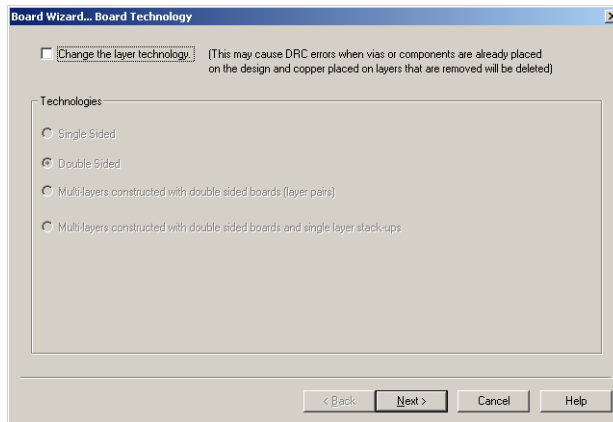 Board Wizard... Board Technology
Change the layer technology. (This may cause DRC errors when vias or components are already placed
on the design and copper placed on layers that are removed will be deleted)
Technologies
Single Sided
Double Sided
Multi-layers constructed with double sided boards (layer pairs)
Multi-layers constructed with double sided boards and single layer stack-ups
< Back Next > Cancel Help